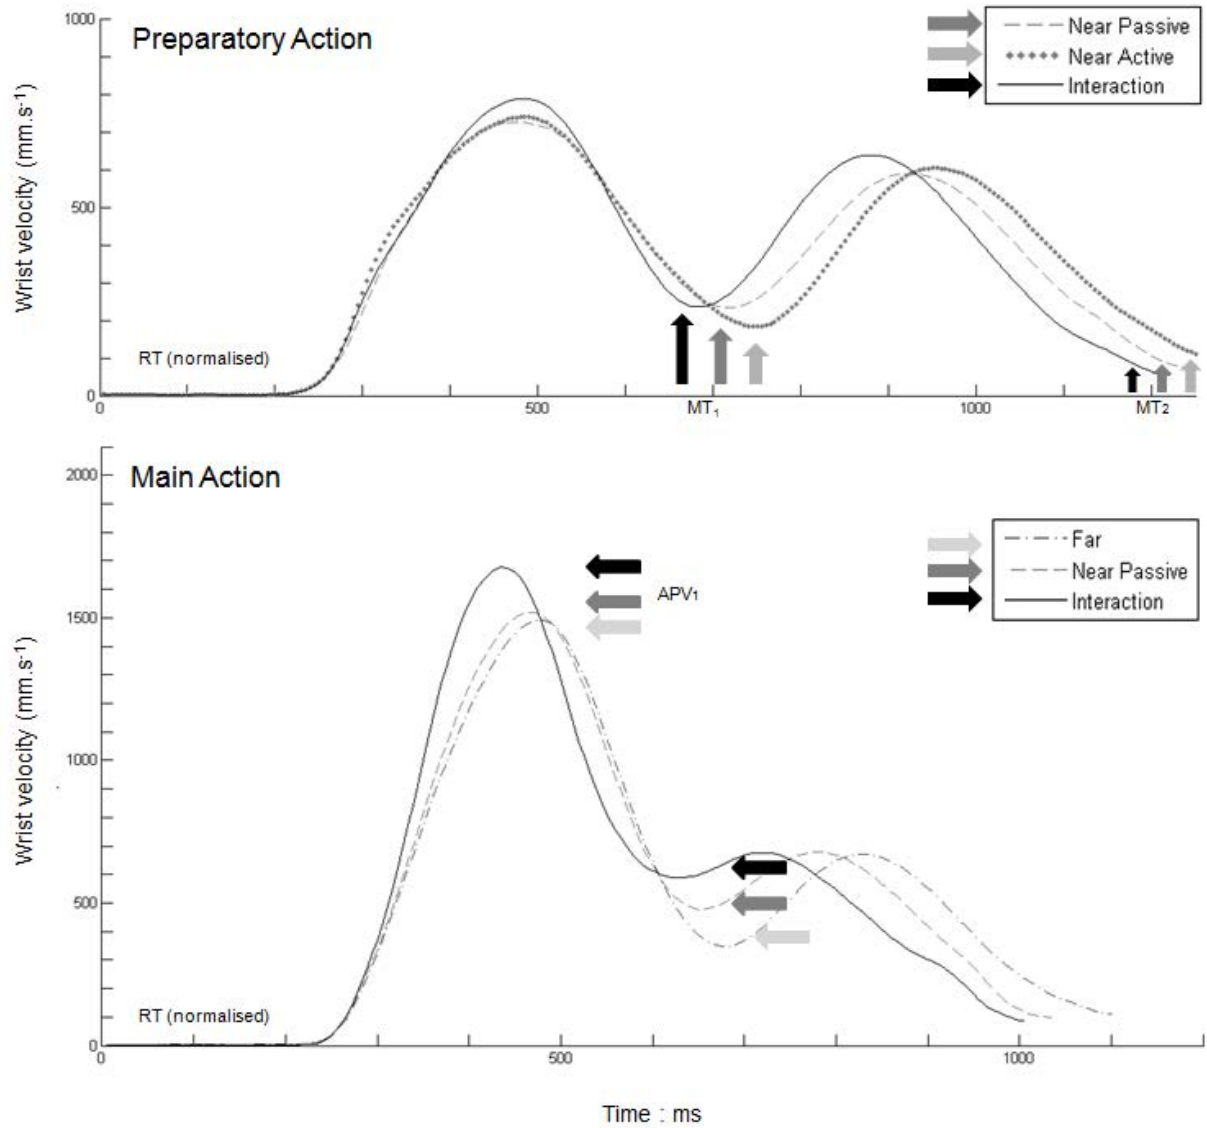 Preparatory Action
Near Passive
Near Active
Interaction
Wrist velocity (mm.s-¹)
1000
500
0
RT (normalised)
0
500
MT₁
1000
MT₂
Main Action
Far
Near Passive
Interaction
APV₁
Wrist velocity (mm.s-¹)
2000
1500
1000
500
0
RT (normalised)
0
500
1000
Time : ms